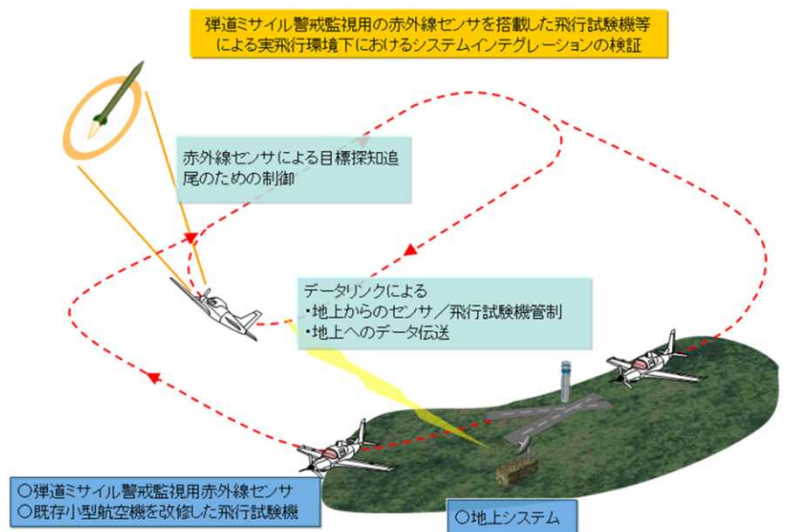 弾道ミサイル警戒監視用の赤外線センサを搭載した飛行試験機等
による実飛行環境下におけるシステムインテグレーションの検証
赤外線センサによる目標探知追
尾のための制御
データリンクによる
・地上からのセンサ／飛行試験機管制
・地上へのデータ伝送
○弾道ミサイル警戒監視用赤外線センサ
○既存小型航空機を改修した飛行試験機
○地上システム